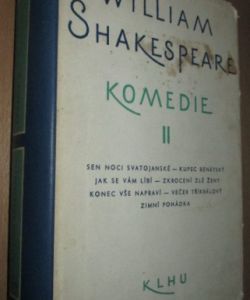 WILLIAM
SHAKESPEARE
KOMEDIE
II
SEN NOCI SVATOJANSKÉ — KUPEC BENÁTSKÝ
JAK SE VÁM LÍBÍ — ZKROCENÍ ZLÉ ŽENY
KONEC VŠE NAPRAVÍ — VEČER TŘÍKRÁLOVÝ
ZIMNÍ POHÁDKA
KLHU